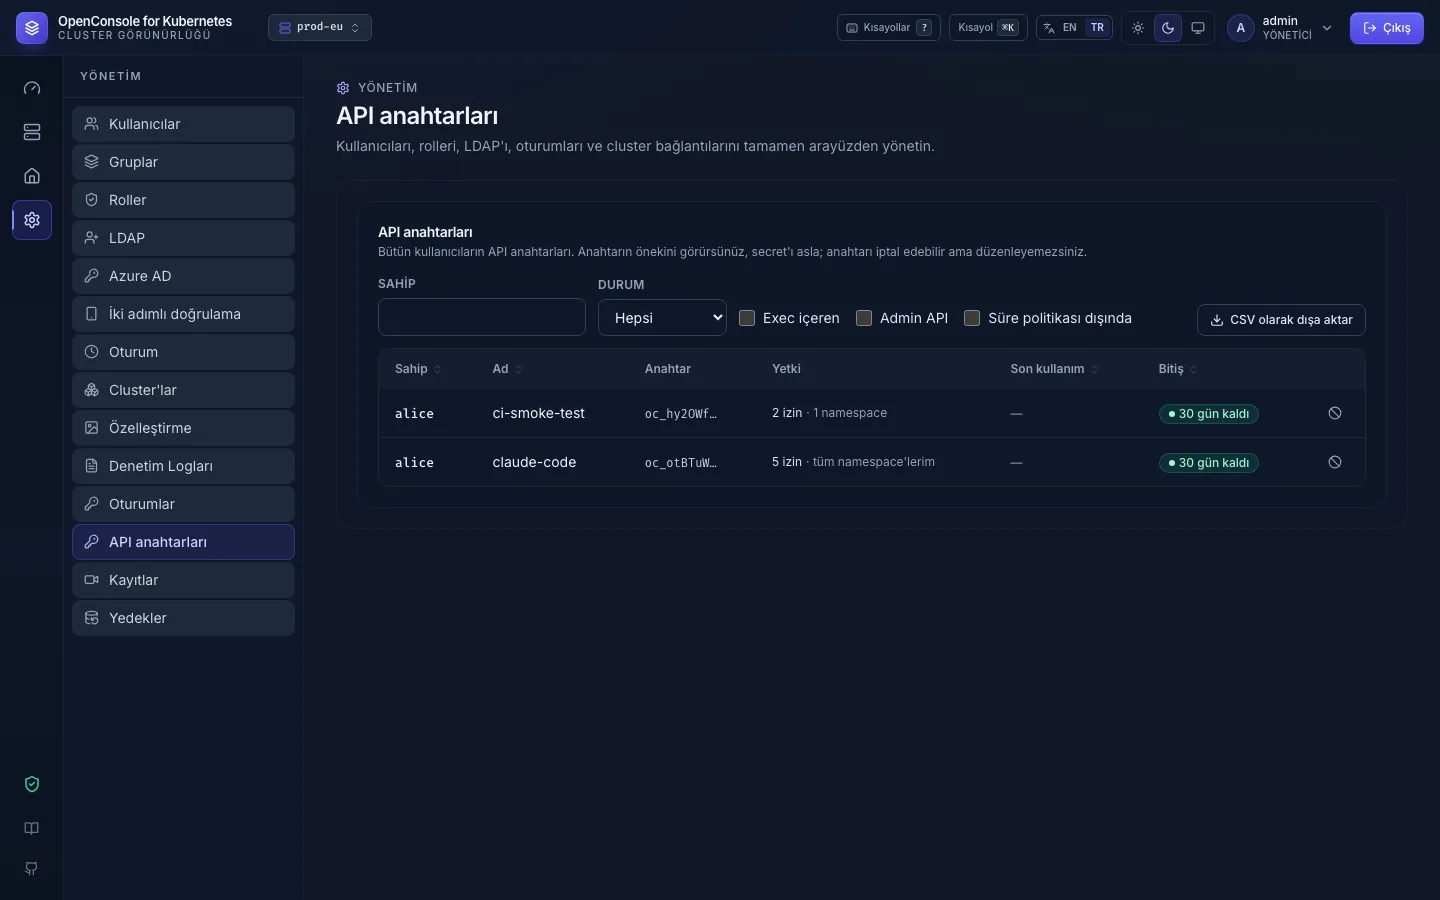 OpenConsole for Kubernetes
CLUSTER GÖRÜNÜRLÜĞÜ
prod-eu
Kısayollar ?
Kısayol ⌘K
EN TR
A
admin
YÖNETİCİ
Çıkış
YÖNETİM
Kullanıcılar
Gruplar
Roller
LDAP
Azure AD
İki adımlı doğrulama
Oturum
Cluster'lar
Özelleştirme
Denetim Logları
Oturumlar
API anahtarları
Kayıtlar
Yedekler
YÖNETİM
API anahtarları
Kullanıcıları, rolleri, LDAP'ı, oturumları ve cluster bağlantılarını tamamen arayüzden yönetin.
API anahtarları
Bütün kullanıcıların API anahtarları. Anahtarın önekini görürsünüz, secret'ı asla; anahtarı iptal edebilir ama düzenleyemezsiniz.
SAHİP
DURUM
Hepsi
Exec içeren
Admin API
Süre politikası dışında
CSV olarak dışa aktar
Sahip Ad Anahtar Yetki Son kullanım Bitiş
alice ci-smoke-test oc_hy2OWf… 2 izin · 1 namespace — 30 gün kaldı
alice claude-code oc_otBTuW… 5 izin · tüm namespace'lerim — 30 gün kaldı